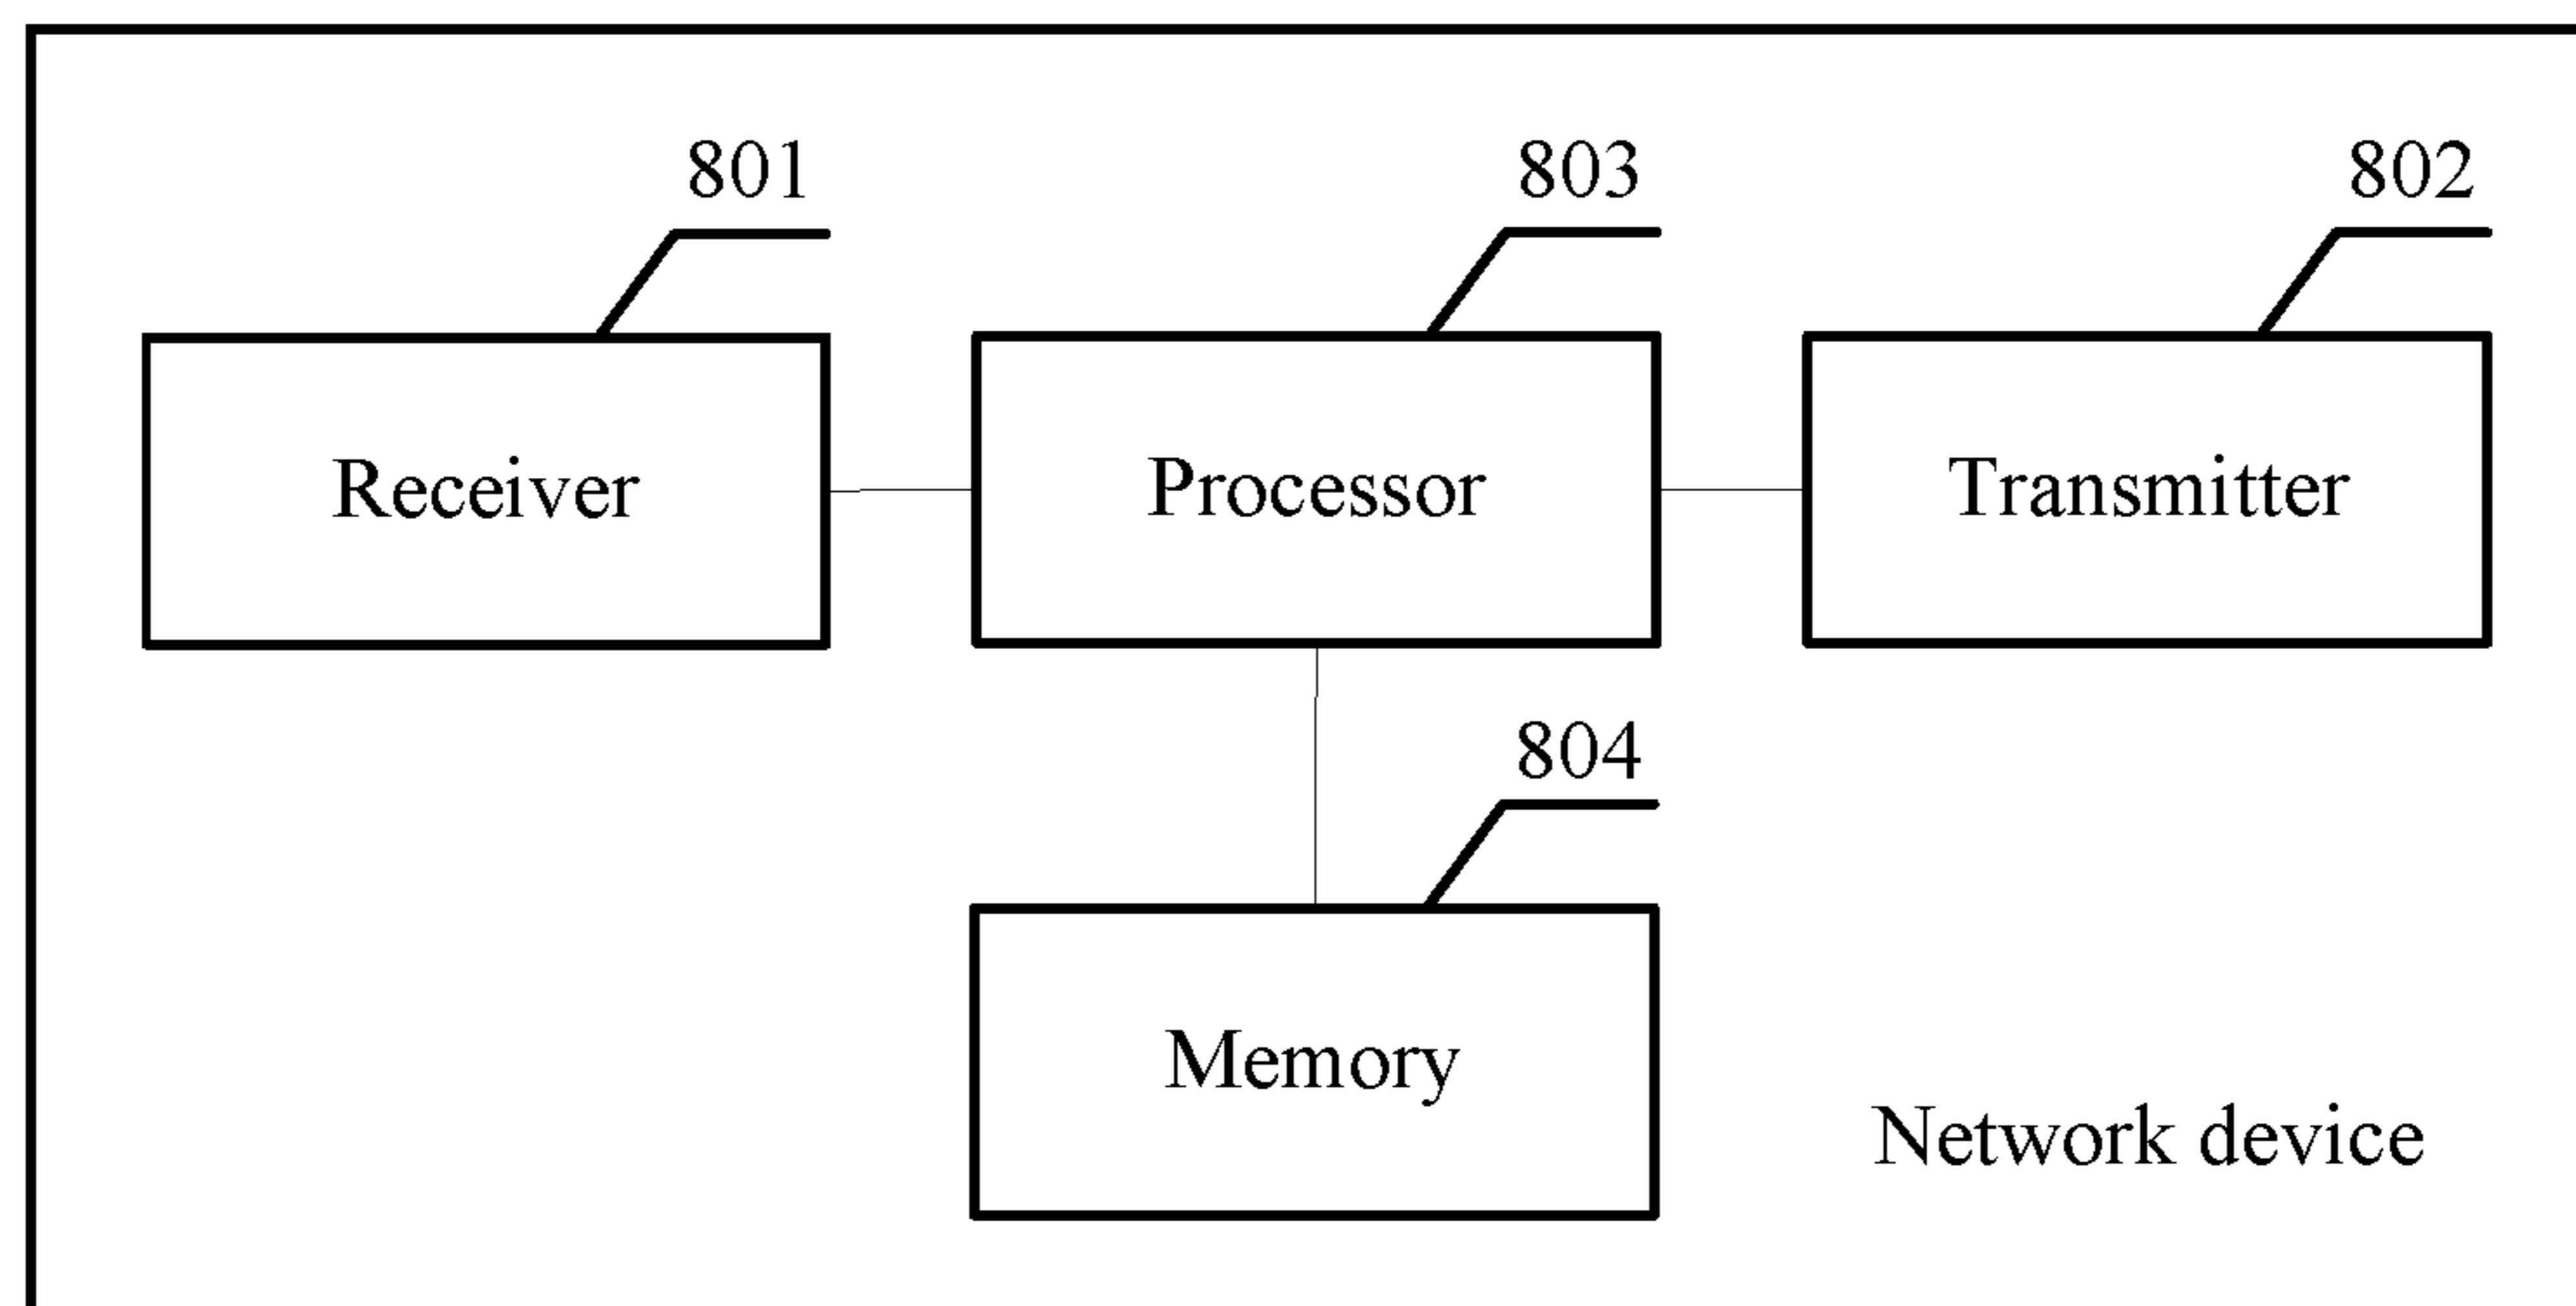 801
803
802
Receiver
Processor
Transmitter
804
Memory
Network device